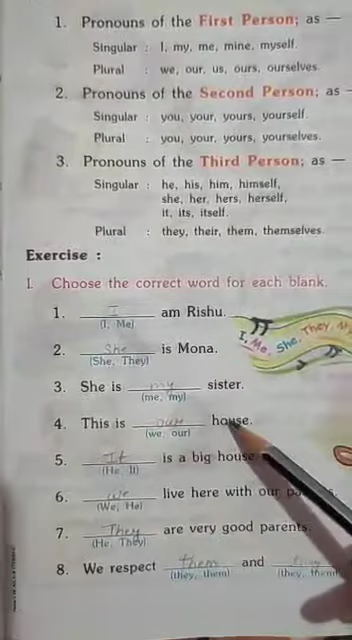 1. Pronouns of the First Person; as —
Singular : I, my, me, mine, myself.
Plural : we, our, us, ours, ourselves.
2. Pronouns of the Second Person; as -
Singular : you, your, yours, yourself.
Plural : you, your, yours, yourselves.
3. Pronouns of the Third Person; as —
Singular : he, his, him, himself,
she, her, hers, herself,
it, its, itself.
Plural : they, their, them, themselves.
Exercise :
I. Choose the correct word for each blank.
1. I am Rishu.
(I, Me)
I, Me, She, They,
2. She is Mona.
(She, They)
3. She is my sister.
(me, my)
4. This is our house.
(we, our)
5. It is a big house
(He, It)
6. We live here with our
(We, He)
7. They are very good parents.
(He, They)
8. We respect them and
(they, them) (they, them)